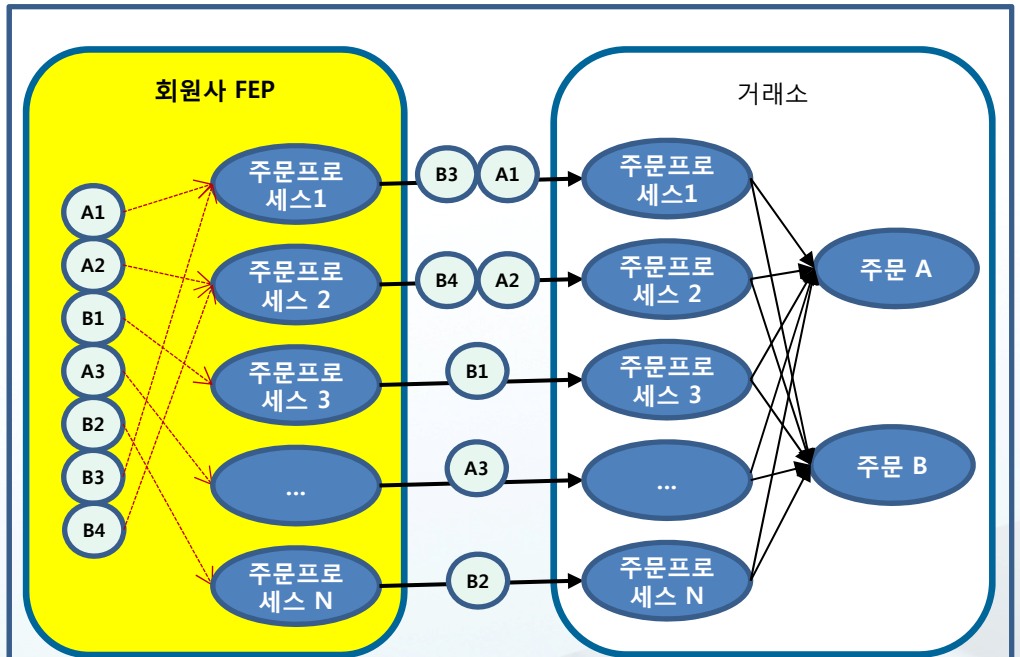 회원사 FEP
거래소
A1
A2
B1
A3
B2
B3
B4
주문프로
세스1
주문프로
세스 2
주문프로
세스 3
...
주문프로
세스 N
B3
A1
B4
A2
B1
A3
B2
주문프로
세스1
주문프로
세스 2
주문프로
세스 3
...
주문프로
세스 N
주문 A
주문 B